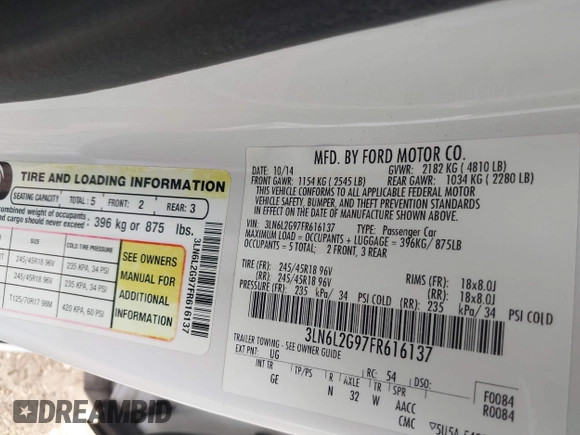 TIRE AND LOADING INFORMATION
SEATING CAPACITY TOTAL: 5 FRONT: 2 REAR: 3
combined weight of occupants
and cargo should never exceed 396 kg or 875 lbs.
COLD TIRE PRESSURE
245/45R18 96V 235 KPA, 34 PSI
245/45R18 96V 235 KPA, 34 PSI
T125/70R17 98M 420 KPA, 60 PSI
SEE OWNERS
MANUAL FOR
ADDITIONAL
INFORMATION
3LN6L2G97FR616137
MFD. BY FORD MOTOR CO.
10/14 GVWR: 2182 KG ( 4810 LB)
FRONT GAWR: 1154 KG ( 2545 LB) REAR GAWR: 1034 KG ( 2280 LB)
THIS VEHICLE CONFORMS TO ALL APPLICABLE FEDERAL MOTOR
VEHICLE SAFETY, BUMPER, AND THEFT PREVENTION STANDARDS IN EFFECT
ON THE DATE OF MANUFACTURE SHOWN ABOVE.
VIN: 3LN6L2G97FR616137 TYPE: Passenger Car
MAXIMUM LOAD = OCCUPANTS + LUGGAGE = 396KG/ 875LB
OCCUPANTS = 5 TOTAL: 2 FRONT, 3 REAR
TIRE (FR): 245/45R18 96V RIMS (FR): 18x8.0J
(RR): 245/45R18 96V (RR): 18x8.0J
PRESSURE (FR): 235 kPa/ 34 PSI COLD (RR): 235 kPa/ 34 PSI COLD
3LN6L2G97FR616137
TRAILER TOWING - SEE OWNER GUIDE
EXT PNT: UG RC: 54 DSO:
INT TR TP/PS R AXLE TR SPR F0084
GE N 32 W AACC R0084
CMC
DREAMBID